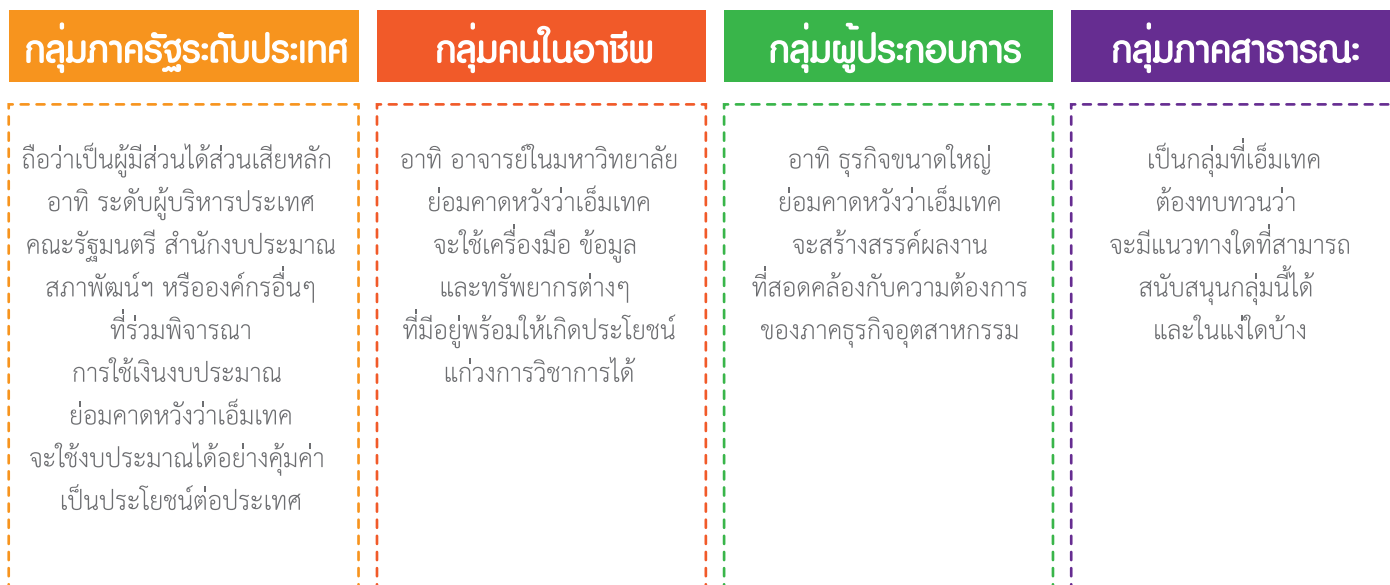 กลุ่มภาครัฐระดับประเทศ
ถือว่าเป็นผู้มีส่วนได้ส่วนเสียหลัก
อาทิ ระดับผู้บริหารประเทศ
คณะรัฐมนตรี สำนักงบประมาณ
สภาพัฒน์ฯ หรือองค์กรอื่นๆ
ที่ร่วมพิจารณา
การใช้เงินงบประมาณ
ย่อมคาดหวังว่าเอ็มเทค
จะใช้งบประมาณได้อย่างคุ้มค่า
เป็นประโยชน์ต่อประเทศ
กลุ่มคนในอาชีพ
อาทิ อาจารย์ในมหาวิทยาลัย
ย่อมคาดหวังว่าเอ็มเทค
จะใช้เครื่องมือ ข้อมูล
และทรัพยากรต่างๆ
ที่มีอยู่พร้อมให้เกิดประโยชน์
แก่วงการวิชาการได้
กลุ่มผู้ประกอบการ
อาทิ ธุรกิจขนาดใหญ่
ย่อมคาดหวังว่าเอ็มเทค
จะสร้างสรรค์ผลงาน
ที่สอดคล้องกับความต้องการ
ของภาคธุรกิจอุตสาหกรรม
กลุ่มภาคสาธารณะ
เป็นกลุ่มที่เอ็มเทค
ต้องทบทวนว่า
จะมีแนวทางใดที่สามารถ
สนับสนุนกลุ่มนี้ได้
และในแง่ใดบ้าง